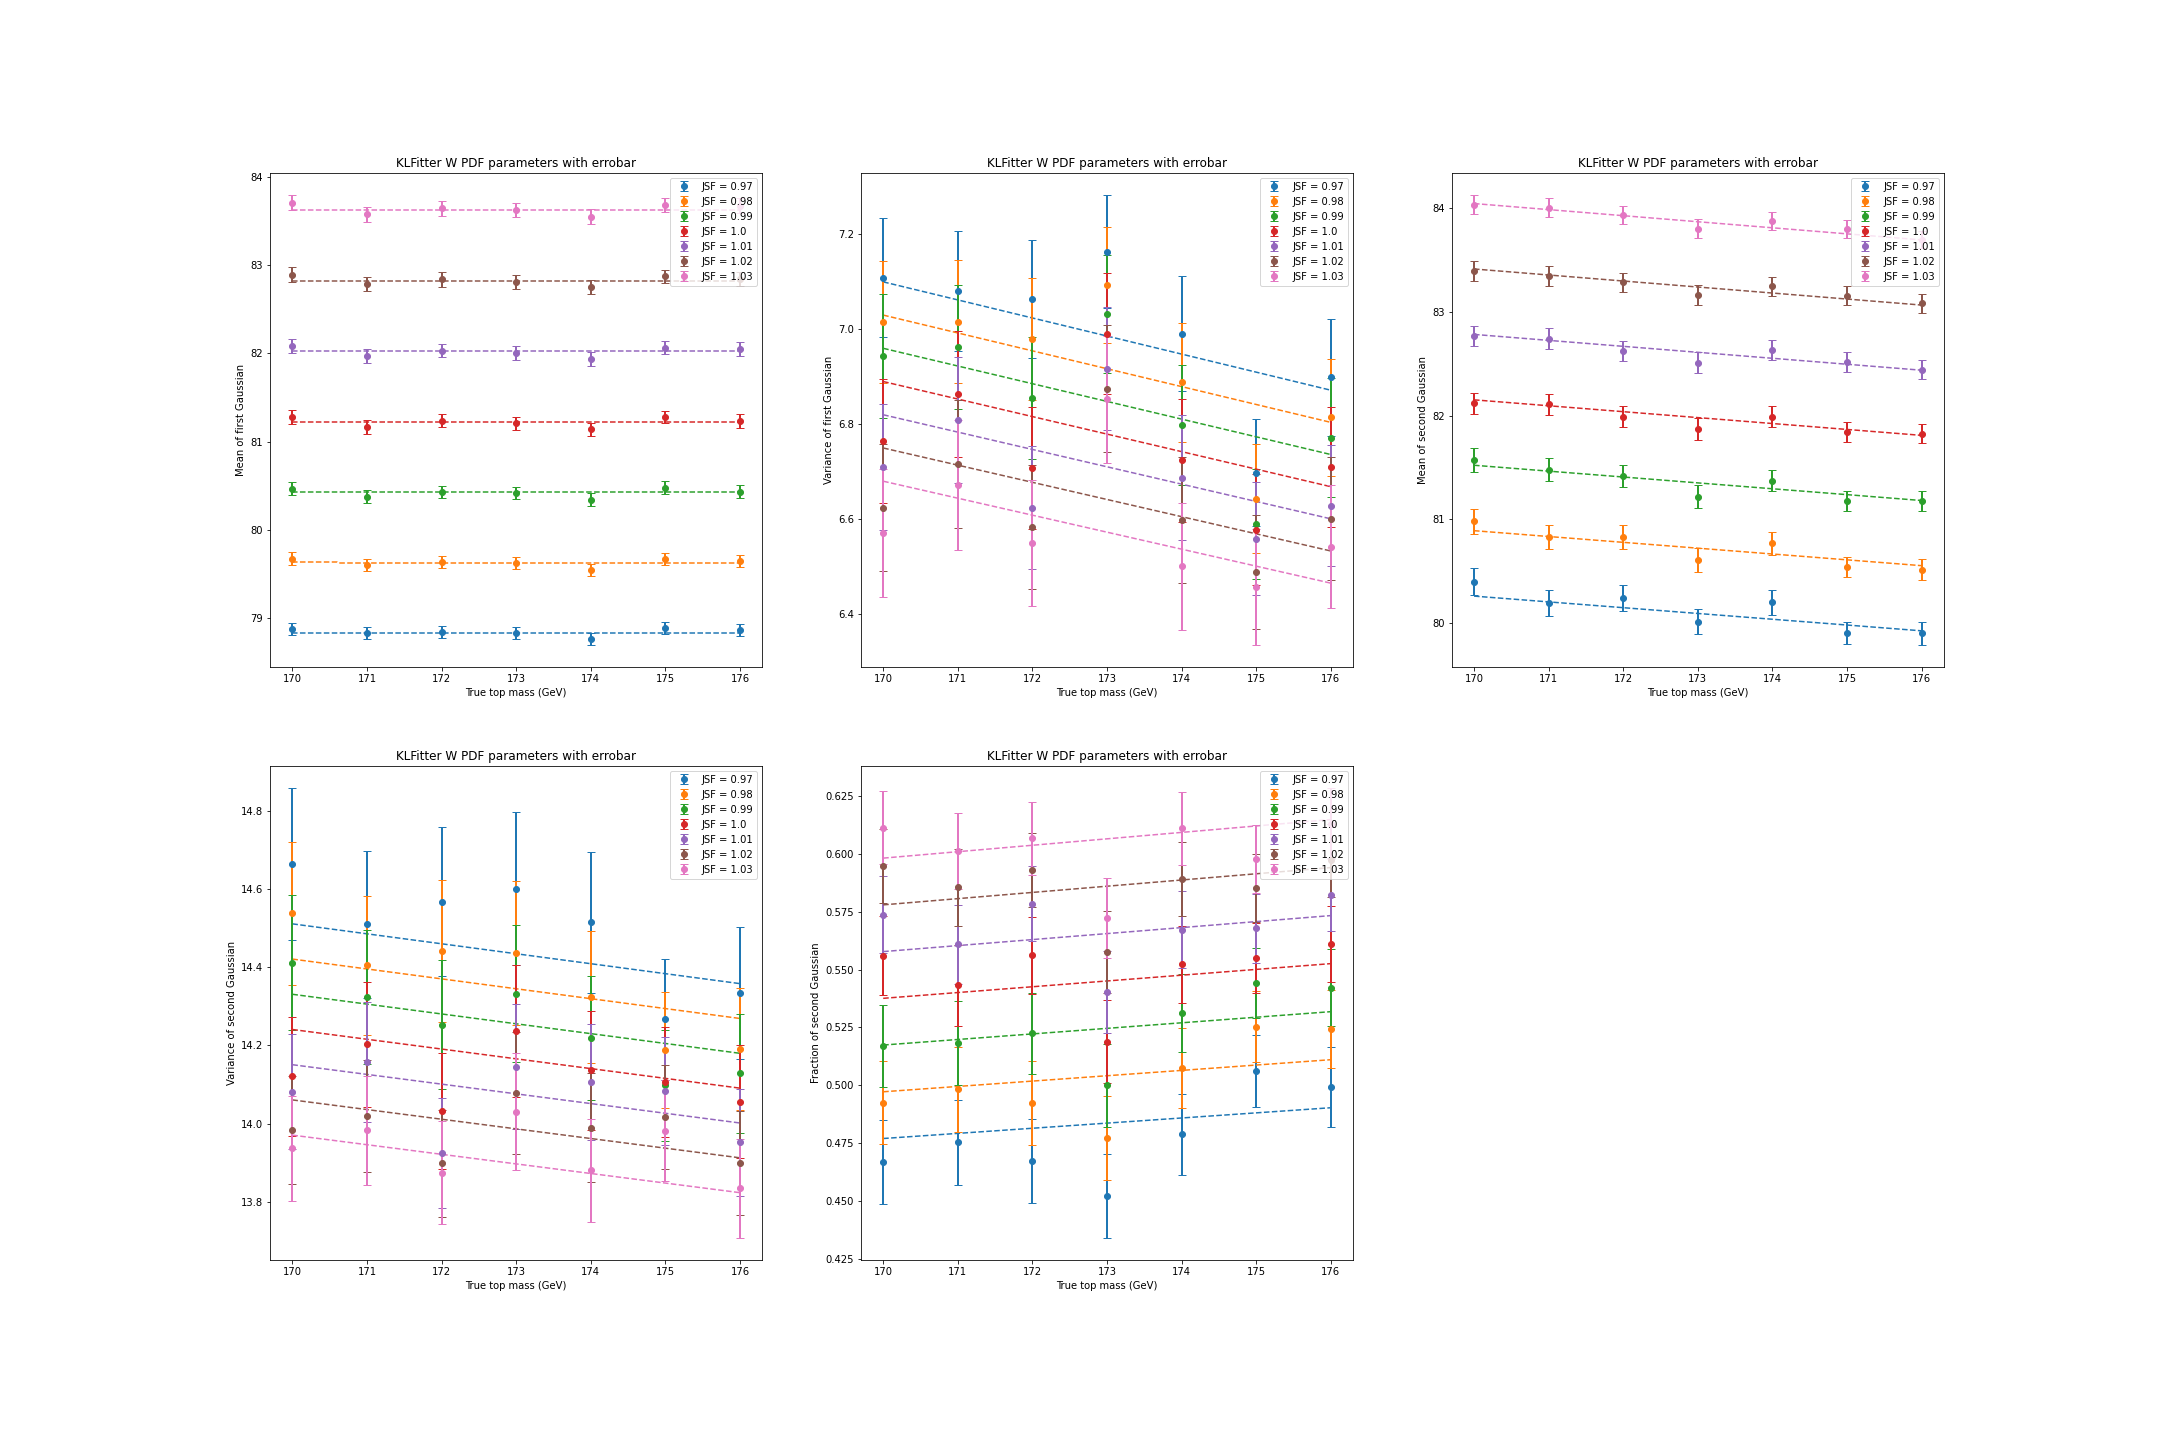 KLFitter W PDF parameters with errobar
Mean of first Gaussian
84
83
82
81
80
79
JSF = 0.97
JSF = 0.98
JSF = 0.99
JSF = 1.0
JSF = 1.01
JSF = 1.02
JSF = 1.03
170 171 172 173 174 175 176
True top mass (GeV)
KLFitter W PDF parameters with errobar
Variance of first Gaussian
7.2
7.0
6.8
6.6
6.4
JSF = 0.97
JSF = 0.98
JSF = 0.99
JSF = 1.0
JSF = 1.01
JSF = 1.02
JSF = 1.03
170 171 172 173 174 175 176
True top mass (GeV)
KLFitter W PDF parameters with errobar
Mean of second Gaussian
84
83
82
81
80
JSF = 0.97
JSF = 0.98
JSF = 0.99
JSF = 1.0
JSF = 1.01
JSF = 1.02
JSF = 1.03
170 171 172 173 174 175 176
True top mass (GeV)
KLFitter W PDF parameters with errobar
Variance of second Gaussian
14.8
14.6
14.4
14.2
14.0
13.8
JSF = 0.97
JSF = 0.98
JSF = 0.99
JSF = 1.0
JSF = 1.01
JSF = 1.02
JSF = 1.03
170 171 172 173 174 175 176
True top mass (GeV)
KLFitter W PDF parameters with errobar
Fraction of second Gaussian
0.625
0.600
0.575
0.550
0.525
0.500
0.475
0.450
0.425
JSF = 0.97
JSF = 0.98
JSF = 0.99
JSF = 1.0
JSF = 1.01
JSF = 1.02
JSF = 1.03
170 171 172 173 174 175 176
True top mass (GeV)